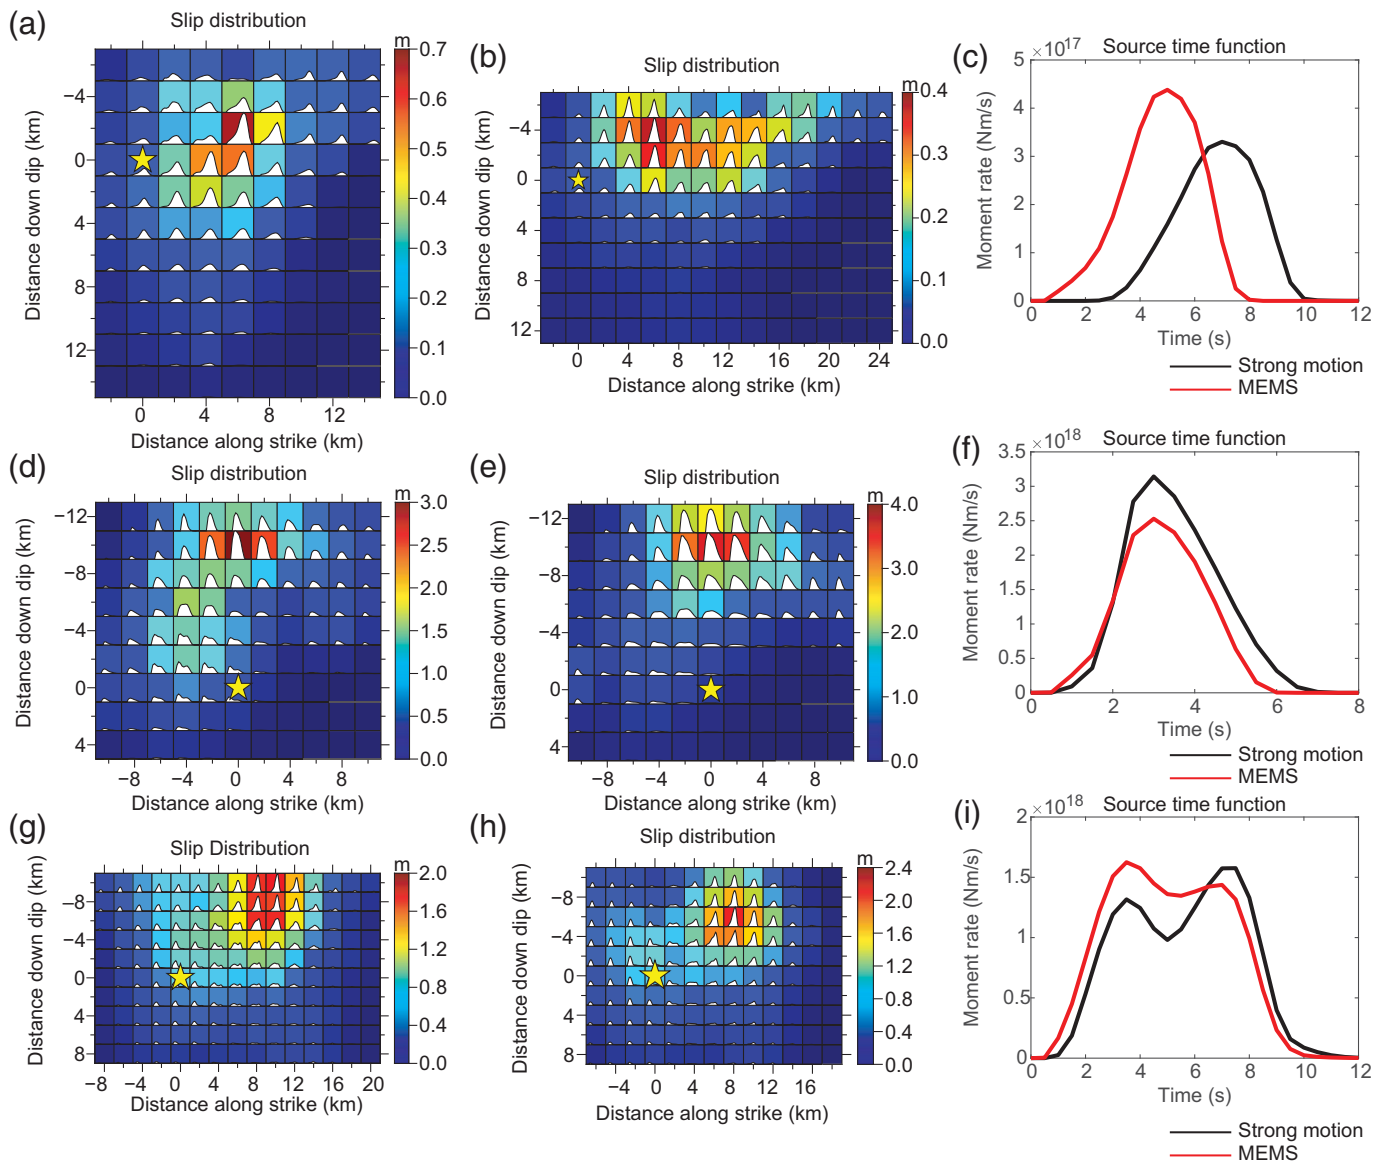 (a)
Slip distribution
m
0.7
0.6
0.5
0.4
0.3
0.2
0.1
0.0
−4
0
4
8
12
Distance down dip (km)
0 4 8 12
Distance along strike (km)
(b)
Slip distribution
m
0.4
0.3
0.2
0.1
0.0
−4
0
4
8
12
Distance down dip (km)
0 4 8 12 16 20 24
Distance along strike (km)
(c)
×10^17 Source time function
5
4
3
2
1
0
Moment rate (Nm/s)
0 2 4 6 8 10 12
Time (s)
Strong motion
MEMS
(d)
Slip distribution
m
3.0
2.5
2.0
1.5
1.0
0.5
0.0
−12
−8
−4
0
4
Distance down dip (km)
−8 −4 0 4 8
Distance along strike (km)
(e)
Slip distribution
m
4.0
3.0
2.0
1.0
0.0
−12
−8
−4
0
4
Distance down dip (km)
−8 −4 0 4 8
Distance along strike (km)
(f)
×10^18 Source time function
3.5
3
2.5
2
1.5
1
0.5
0
Moment rate (Nm/s)
0 2 4 6 8
Time (s)
Strong motion
MEMS
(g)
Slip Distribution
m
2.0
1.6
1.2
0.8
0.4
0.0
−8
−4
0
4
8
Distance down dip (km)
−8 −4 0 4 8 12 16 20
Distance along strike (km)
(h)
Slip distribution
m
2.4
2.0
1.6
1.2
0.8
0.4
0.0
−8
−4
0
4
8
Distance down dip (km)
−4 0 4 8 12 16
Distance along strike (km)
(i)
×10^18 Source time function
2
1.5
1
0.5
0
Moment rate (Nm/s)
0 2 4 6 8 10 12
Time (s)
Strong motion
MEMS